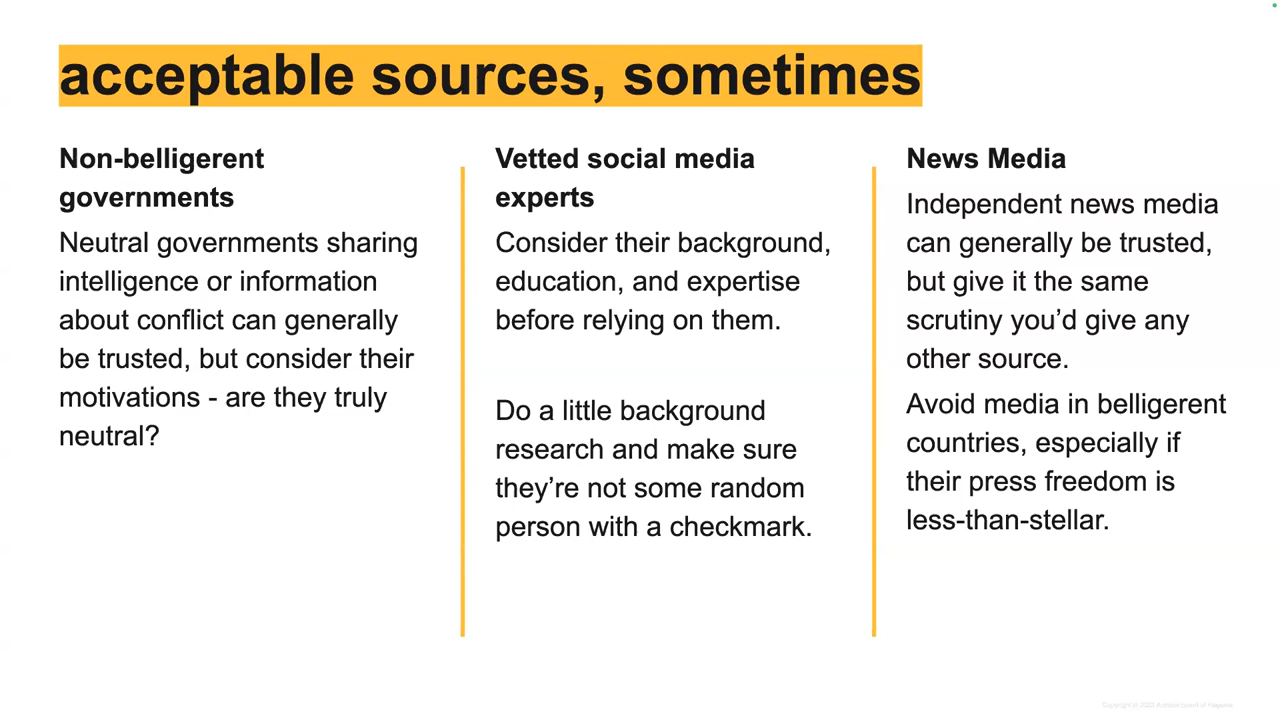 acceptable sources, sometimes
Non-belligerent
governments
Neutral governments sharing
intelligence or information
about conflict can generally
be trusted, but consider their
motivations - are they truly
neutral?
Vetted social media
experts
Consider their background,
education, and expertise
before relying on them.
Do a little background
research and make sure
they’re not some random
person with a checkmark.
News Media
Independent news media
can generally be trusted,
but give it the same
scrutiny you’d give any
other source.
Avoid media in belligerent
countries, especially if
their press freedom is
less-than-stellar.